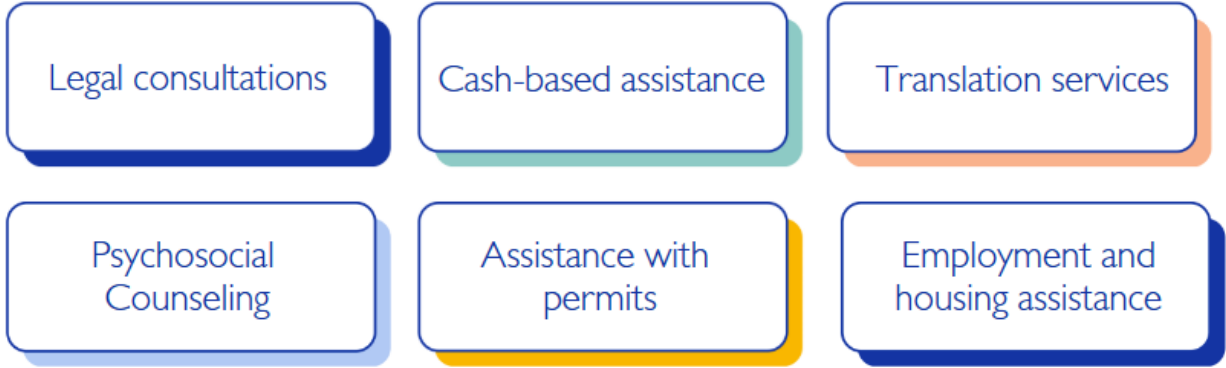 Legal consultations
Cash-based assistance
Translation services
Psychosocial
Counseling
Assistance with
permits
Employment and
housing assistance